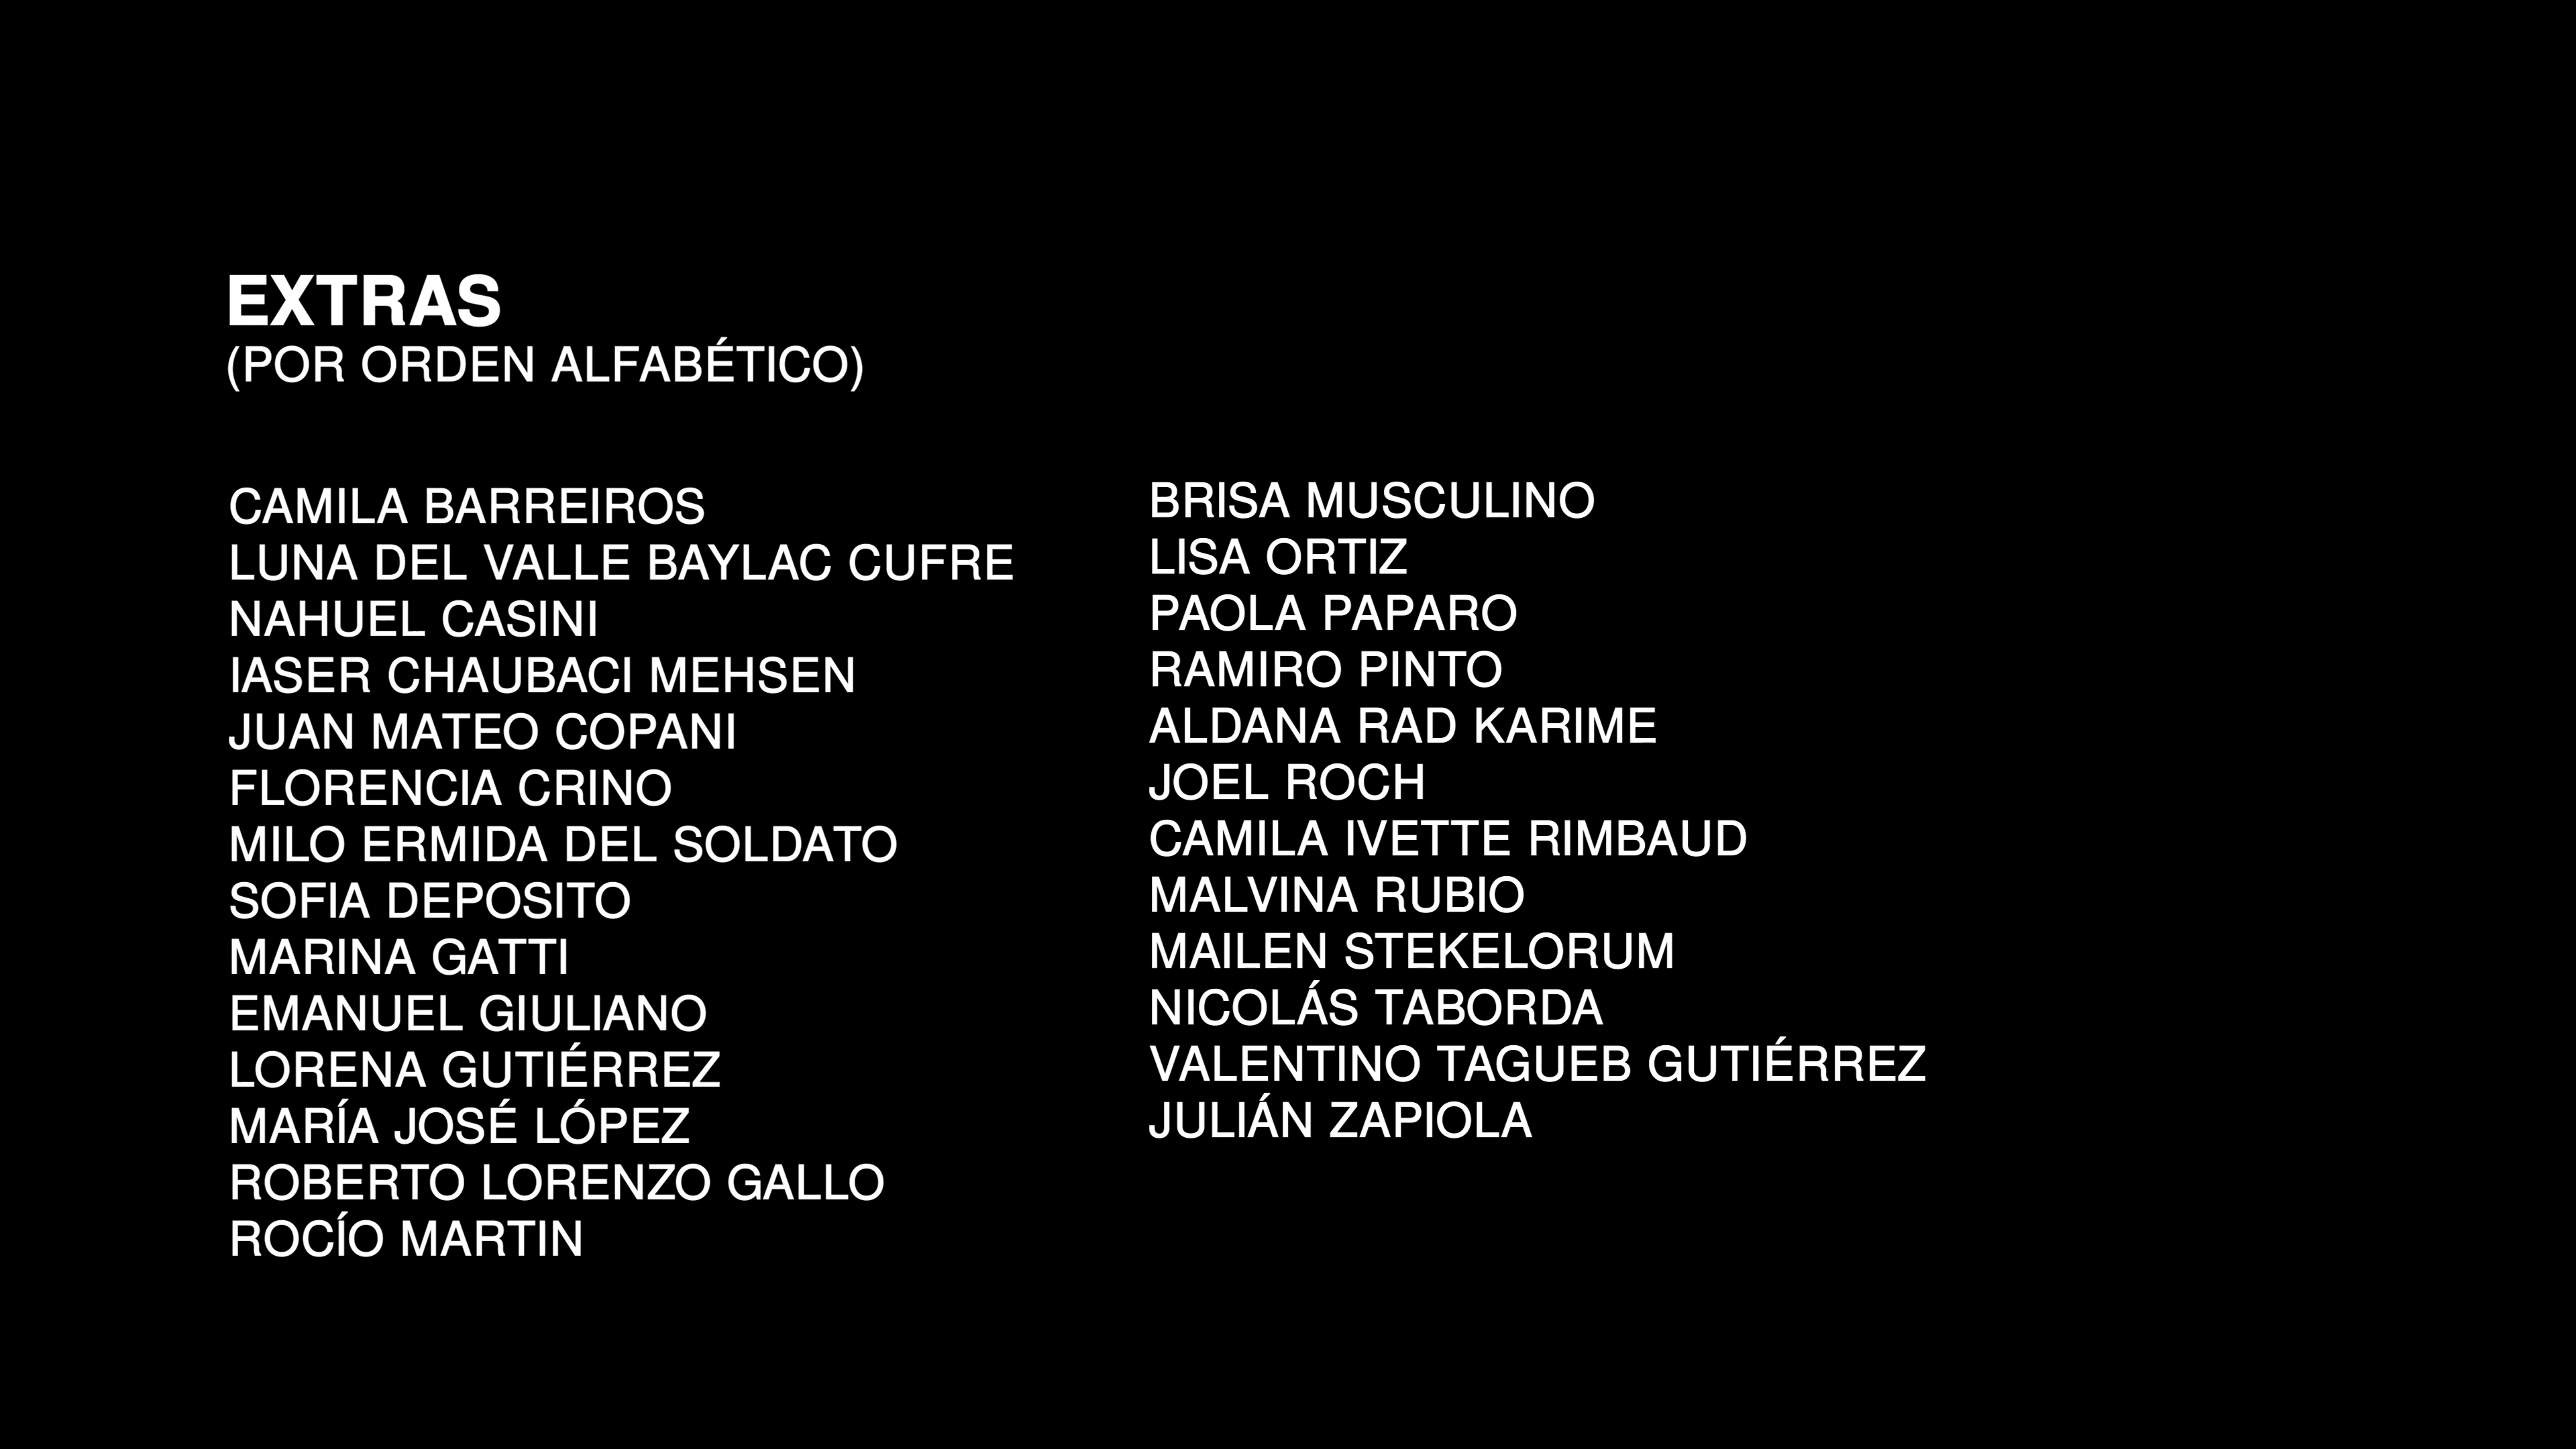 EXTRAS
(POR ORDEN ALFABÉTICO)
CAMILA BARREIROS
LUNA DEL VALLE BAYLAC CUFRE
NAHUEL CASINI
IASER CHAUBACI MEHSEN
JUAN MATEO COPANI
FLORENCIA CRINO
MILO ERMIDA DEL SOLDATO
SOFIA DEPOSITO
MARINA GATTI
EMANUEL GIULIANO
LORENA GUTIÉRREZ
MARÍA JOSÉ LÓPEZ
ROBERTO LORENZO GALLO
ROCÍO MARTIN
BRISA MUSCULINO
LISA ORTIZ
PAOLA PAPARO
RAMIRO PINTO
ALDANA RAD KARIME
JOEL ROCH
CAMILA IVETTE RIMBAUD
MALVINA RUBIO
MAILEN STEKELORUM
NICOLÁS TABORDA
VALENTINO TAGUEB GUTIÉRREZ
JULIÁN ZAPIOLA